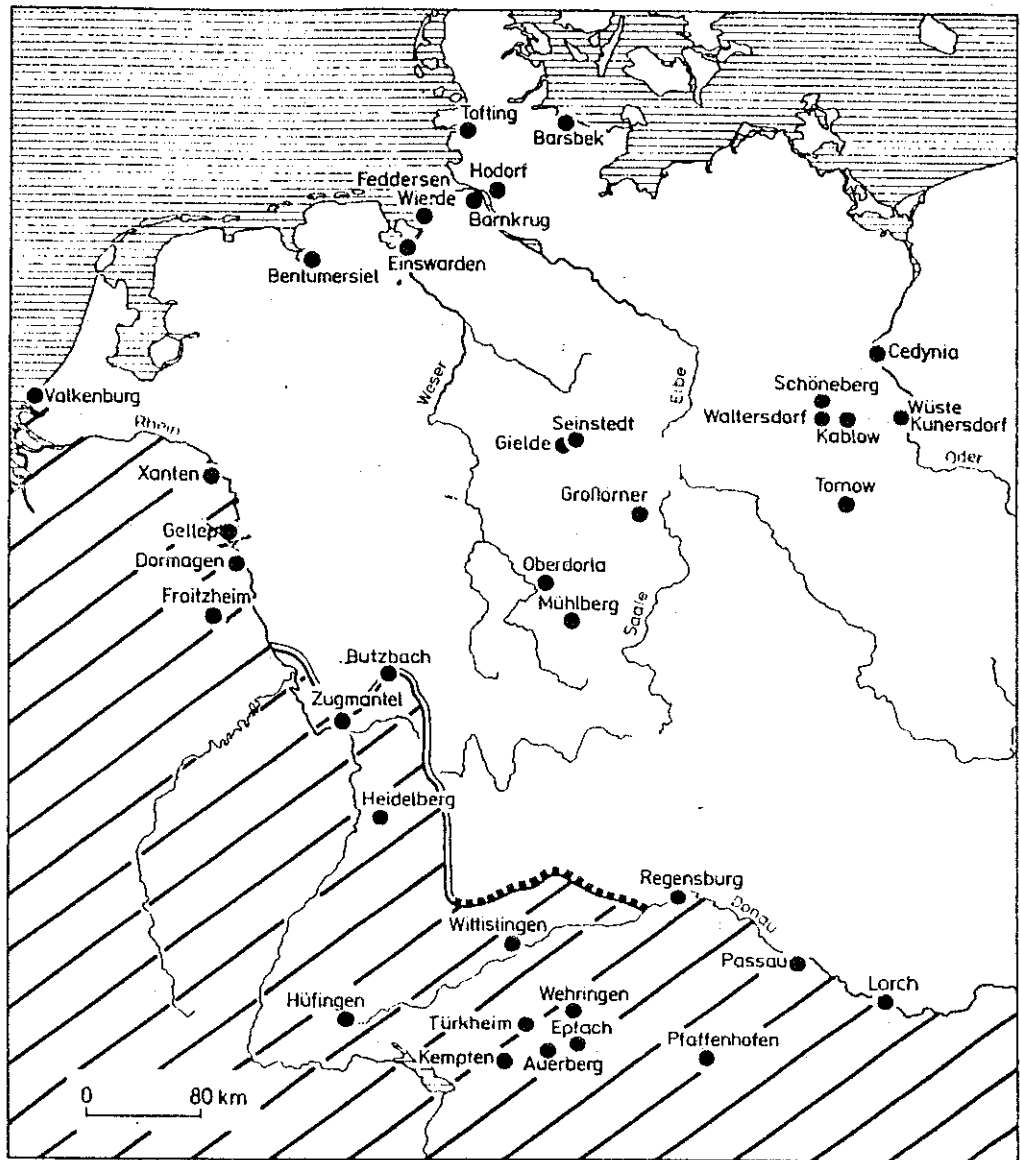 Tofting
Barsbek
Hodorf
Feddersen
Wierde
Barnkrug
Einswarden
Bentumersiel
Cedynia
Valkenburg
Weser
Elbe
Schöneberg
Rhein
Seinstedt
Waltersdorf
Wüste
Kunersdorf
Gielde
Kablow
Oder
Xanten
Großörner
Tornow
Gellep
Dormagen
Oberdorla
Froitzheim
Mühlberg
Saale
Butzbach
Zugmantel
Heidelberg
Regensburg
Donau
Wittislingen
Passau
Lorch
Hüfingen
Wehringen
Türkheim
Epfach
Pfaffenhofen
Kempten
Auerberg
0 80 km